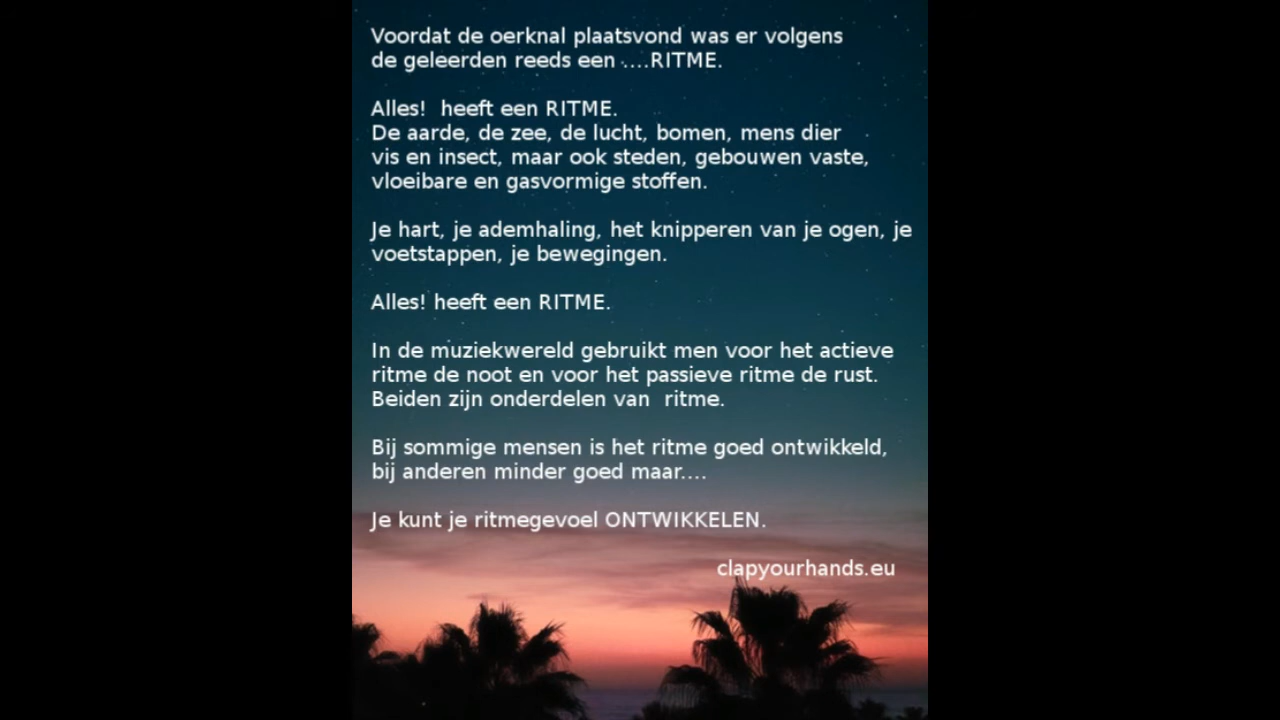 Voordat de oerknal plaatsvond was er volgens
de geleerden reeds een ....RITME.
Alles!  heeft een RITME.
De aarde, de zee, de lucht, bomen, mens dier
vis en insect, maar ook steden, gebouwen vaste,
vloeibare en gasvormige stoffen.
Je hart, je ademhaling, het knipperen van je ogen, je
voetstappen, je bewegingen.
Alles! heeft een RITME.
In de muziekwereld gebruikt men voor het actieve
ritme de noot en voor het passieve ritme de rust.
Beiden zijn onderdelen van  ritme.
Bij sommige mensen is het ritme goed ontwikkeld,
bij anderen minder goed maar....
Je kunt je ritmegevoel ONTWIKKELEN.
clapyourhands.eu